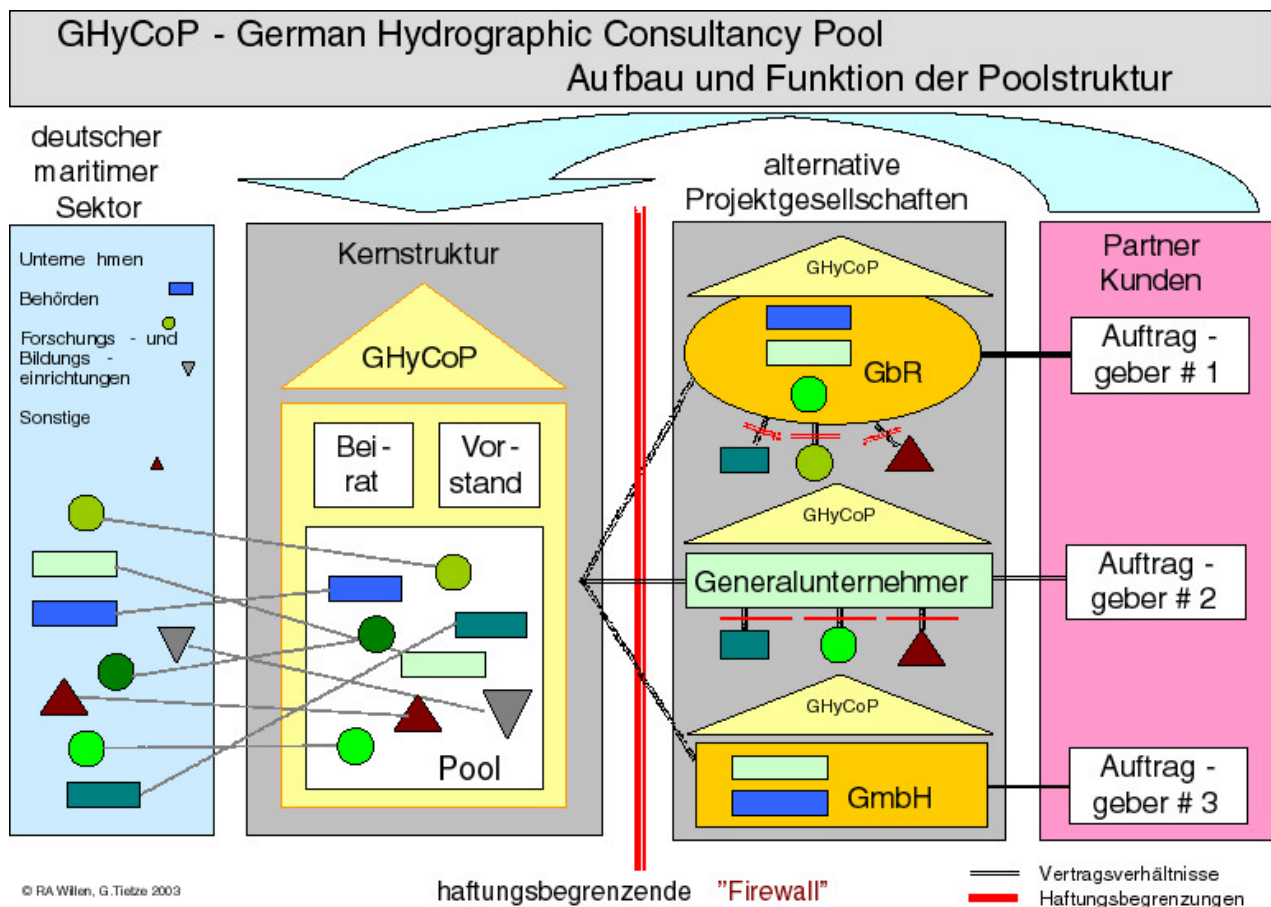 GHyCoP - German Hydrographic Consultancy Pool
Aufbau und Funktion der Poolstruktur
deutscher
maritimer
Sektor
Unterne hmen
Behörden
Forschungs - und
Bildungs -
einrichtungen
Sonstige
Kernstruktur
GHyCoP
Bei-
rat
Vor-
stand
Pool
alternative
Projektgesellschaften
GHyCoP
GbR
GHyCoP
Generalunternehmer
GHyCoP
GmbH
Partner
Kunden
Auftrag -
geber # 1
Auftrag -
geber # 2
Auftrag -
geber # 3
© RA Willen, G.Tietze 2003
haftungsbegrenzende "Firewall"
Vertragsverhältnisse
Haftungsbegrenzungen